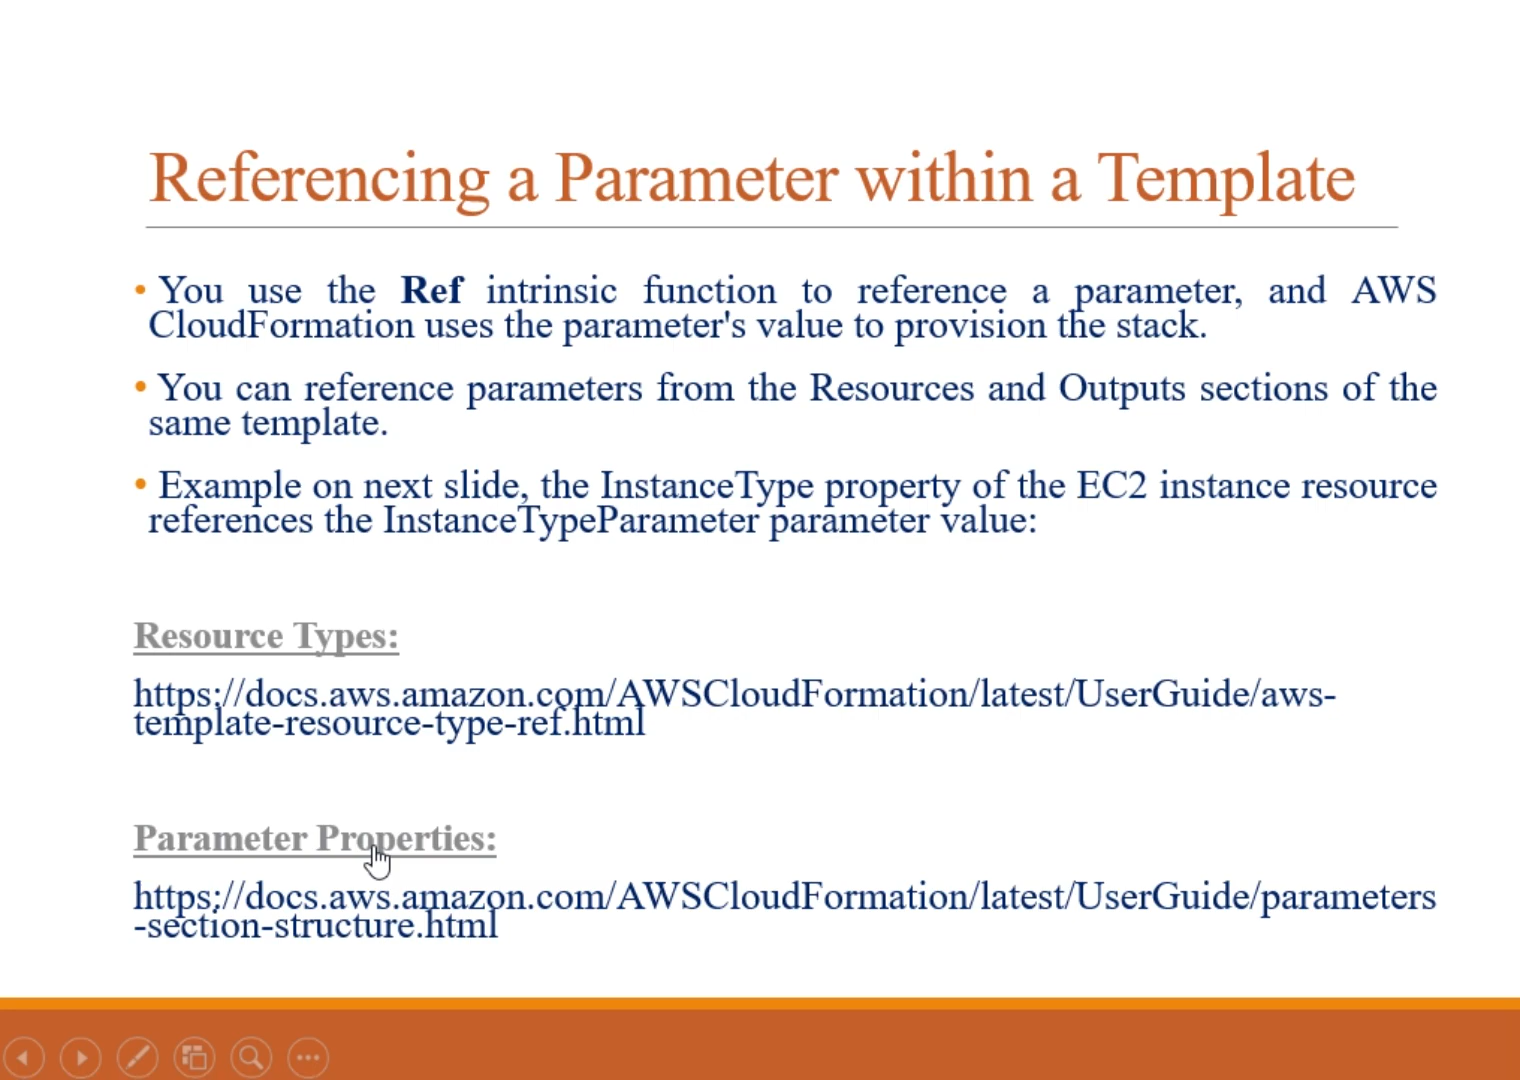 Referencing a Parameter within a Template
• You use the Ref intrinsic function to reference a parameter, and AWS
CloudFormation uses the parameter's value to provision the stack.
• You can reference parameters from the Resources and Outputs sections of the
same template.
• Example on next slide, the InstanceType property of the EC2 instance resource
references the InstanceTypeParameter parameter value:
Resource Types:
https://docs.aws.amazon.com/AWSCloudFormation/latest/UserGuide/aws-
template-resource-type-ref.html
Parameter Properties:
https://docs.aws.amazon.com/AWSCloudFormation/latest/UserGuide/parameters
-section-structure.html